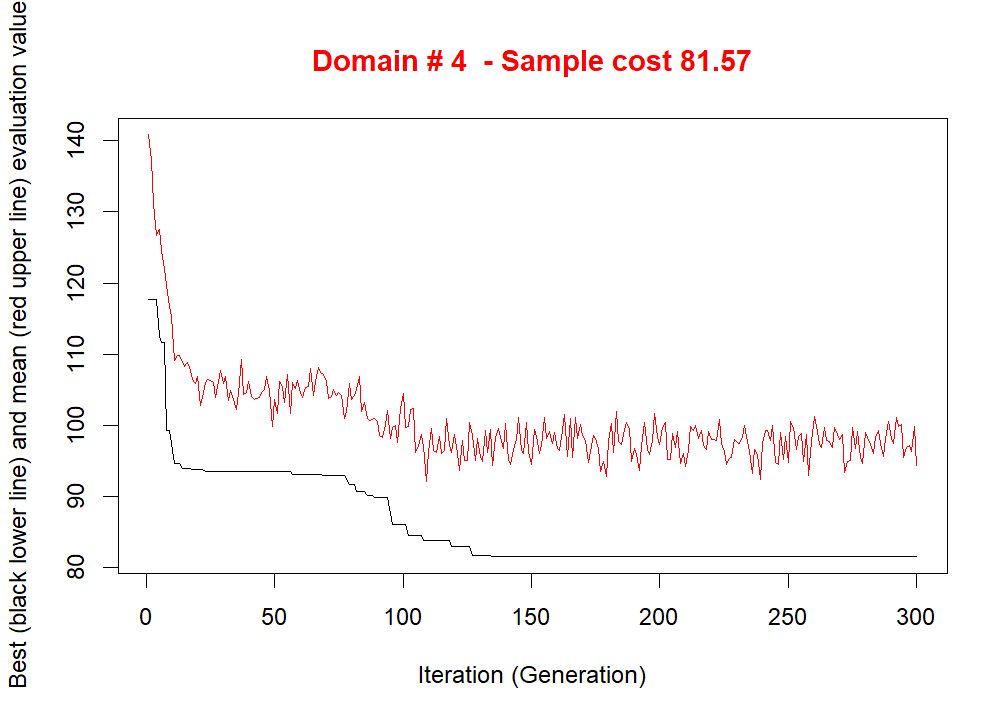 Domain # 4  - Sample cost 81.57
Best (black lower line) and mean (red upper line) evaluation value
140
130
120
110
100
90
80
0 50 100 150 200 250 300
Iteration (Generation)